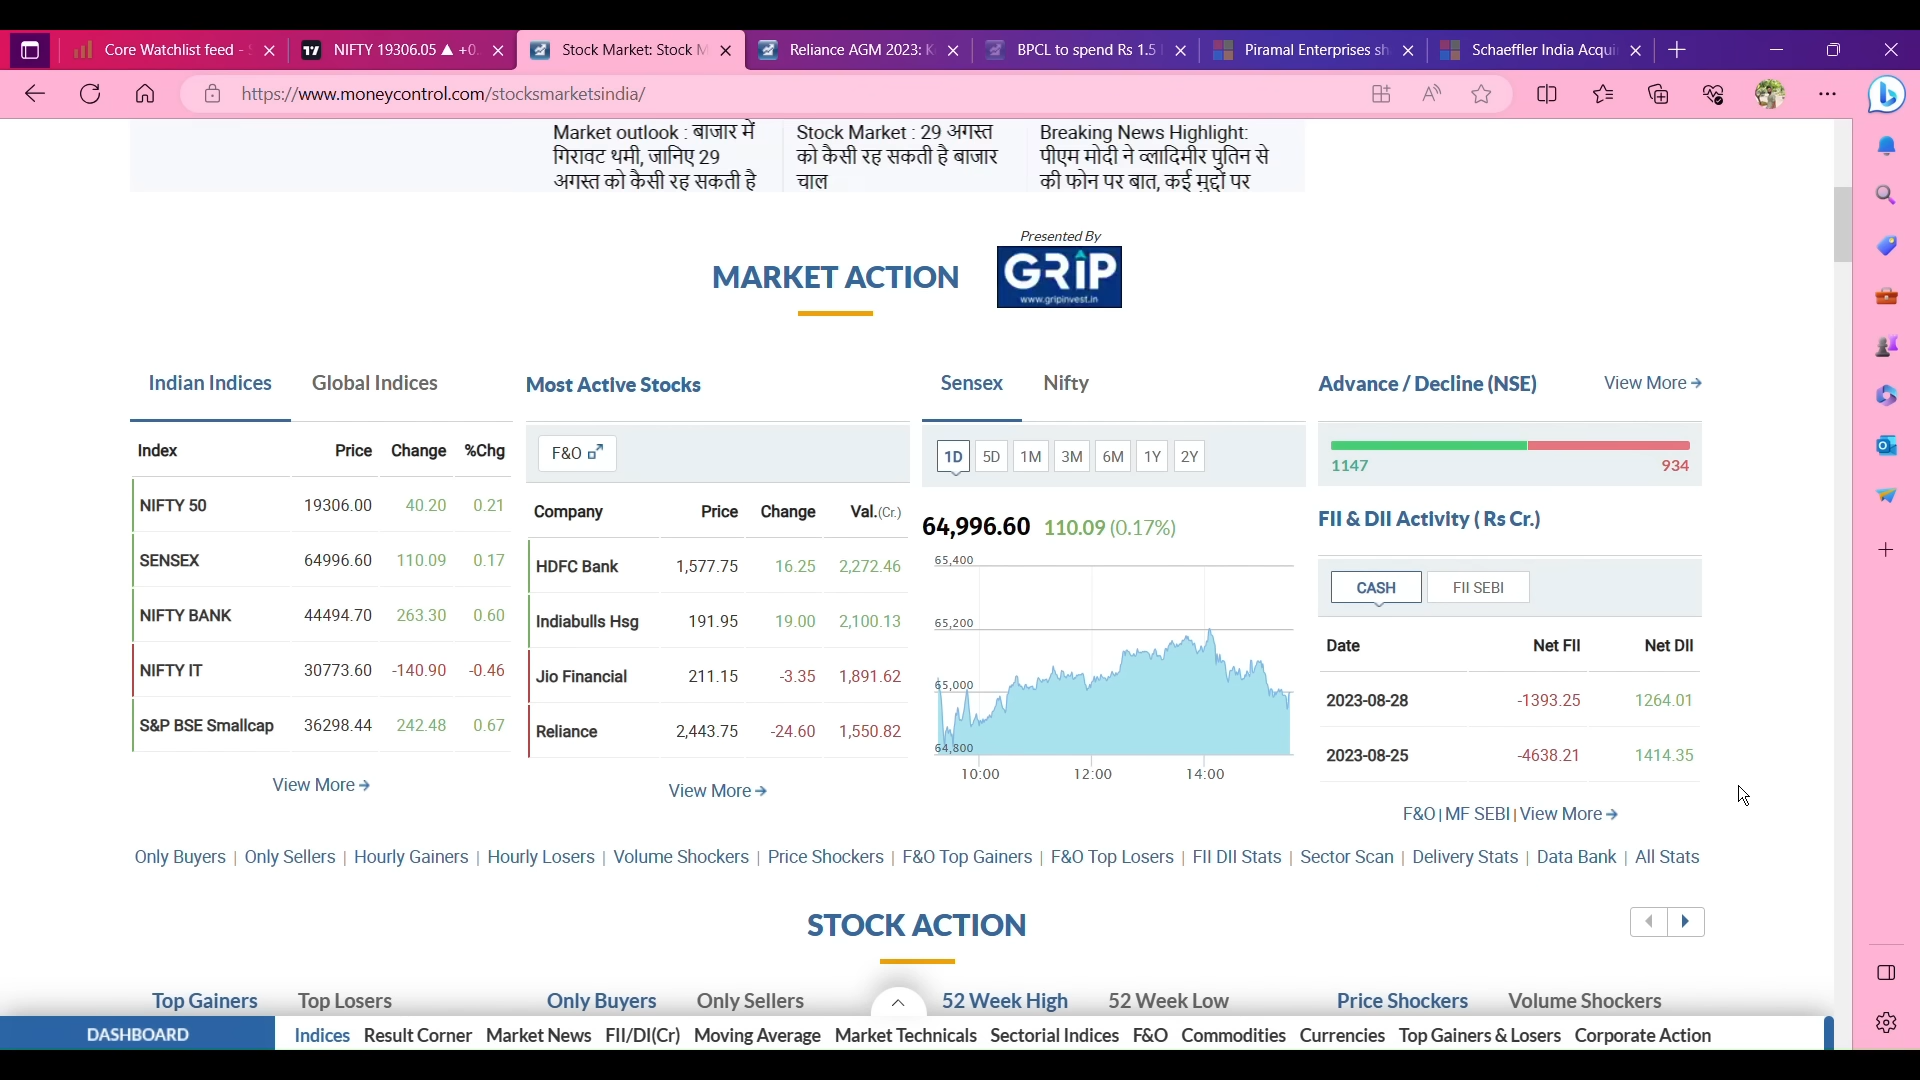 Core Watchlist feed -
NIFTY 19306.05 ▲ +0.
Stock Market: Stock M
Reliance AGM 2023: K
BPCL to spend Rs 1.5
Piramal Enterprises sh
Schaeffler India Acqui
https://www.moneycontrol.com/stocksmarketsindia/
Market outlook : बाजार में
गिरावट थमी, जानिए 29
अगस्त को कैसी रह सकती है
Stock Market : 29 अगस्त
को कैसी रह सकती है बाजार
चाल
Breaking News Highlight:
पीएम मोदी ने व्लादिमीर पुतिन से
की फोन पर बात, कई मुद्दों पर
MARKET ACTION
Presented By
GRIP
www.gripinvest.in
Indian Indices Global Indices
Index Price Change %Chg
NIFTY 50 19306.00 40.20 0.21
SENSEX 64996.60 110.09 0.17
NIFTY BANK 44494.70 263.30 0.60
NIFTY IT 30773.60 -140.90 -0.46
S&P BSE Smallcap 36298.44 242.48 0.67
View More →
Most Active Stocks
F&O
Company Price Change Val.(Cr.)
HDFC Bank 1,577.75 16.25 2,272.46
Indiabulls Hsg 191.95 19.00 2,100.13
Jio Financial 211.15 -3.35 1,891.62
Reliance 2,443.75 -24.60 1,550.82
View More →
Sensex Nifty
1D 5D 1M 3M 6M 1Y 2Y
64,996.60 110.09 (0.17%)
65,400
65,200
65,000
64,800
10:00 12:00 14:00
Advance / Decline (NSE) View More →
1147 934
FII & DII Activity ( Rs Cr.)
CASH FII SEBI
Date Net FII Net DII
2023-08-28 -1393.25 1264.01
2023-08-25 -4638.21 1414.35
F&O | MF SEBI | View More →
Only Buyers | Only Sellers | Hourly Gainers | Hourly Losers | Volume Shockers | Price Shockers | F&O Top Gainers | F&O Top Losers | FII DII Stats | Sector Scan | Delivery Stats | Data Bank | All Stats
STOCK ACTION
Top Gainers Top Losers Only Buyers Only Sellers 52 Week High 52 Week Low Price Shockers Volume Shockers
DASHBOARD Indices Result Corner Market News FII/DI(Cr) Moving Average Market Technicals Sectorial Indices F&O Commodities Currencies Top Gainers & Losers Corporate Action